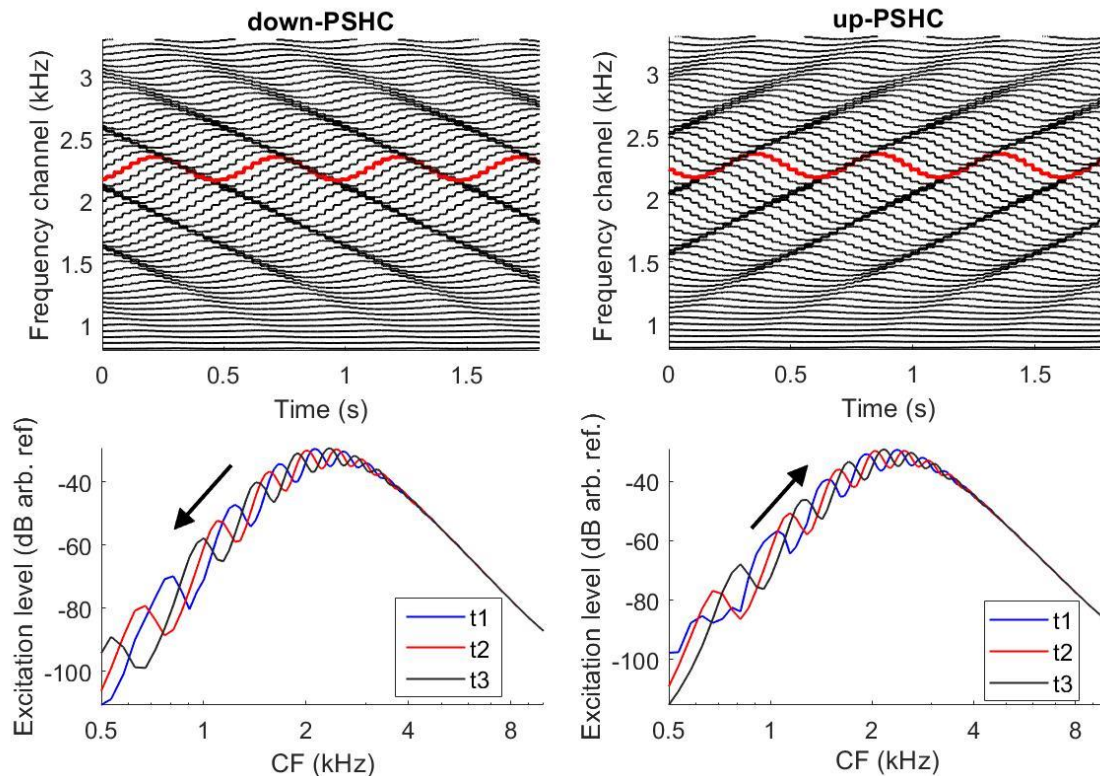 down-PSHC
Frequency channel (kHz)
3
2.5
2
1.5
1
0
0.5
1
1.5
Time (s)
up-PSHC
Frequency channel (kHz)
3
2.5
2
1.5
1
0
0.5
1
1.5
Time (s)
Excitation level (dB arb. ref)
-40
-60
-80
-100
t1
t2
t3
0.5
1
2
4
8
CF (kHz)
Excitation level (dB arb. ref.)
-40
-60
-80
-100
t1
t2
t3
0.5
1
2
4
8
CF (kHz)